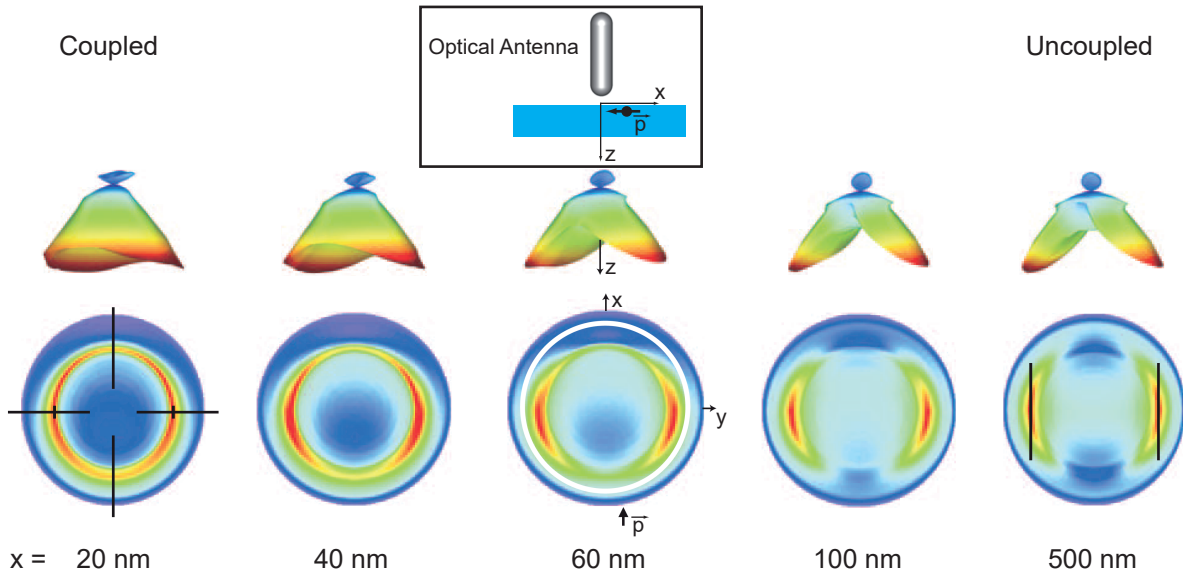 Coupled
Optical Antenna
Uncoupled
x
p
z
z
x
y
p
x = 20 nm 40 nm 60 nm 100 nm 500 nm